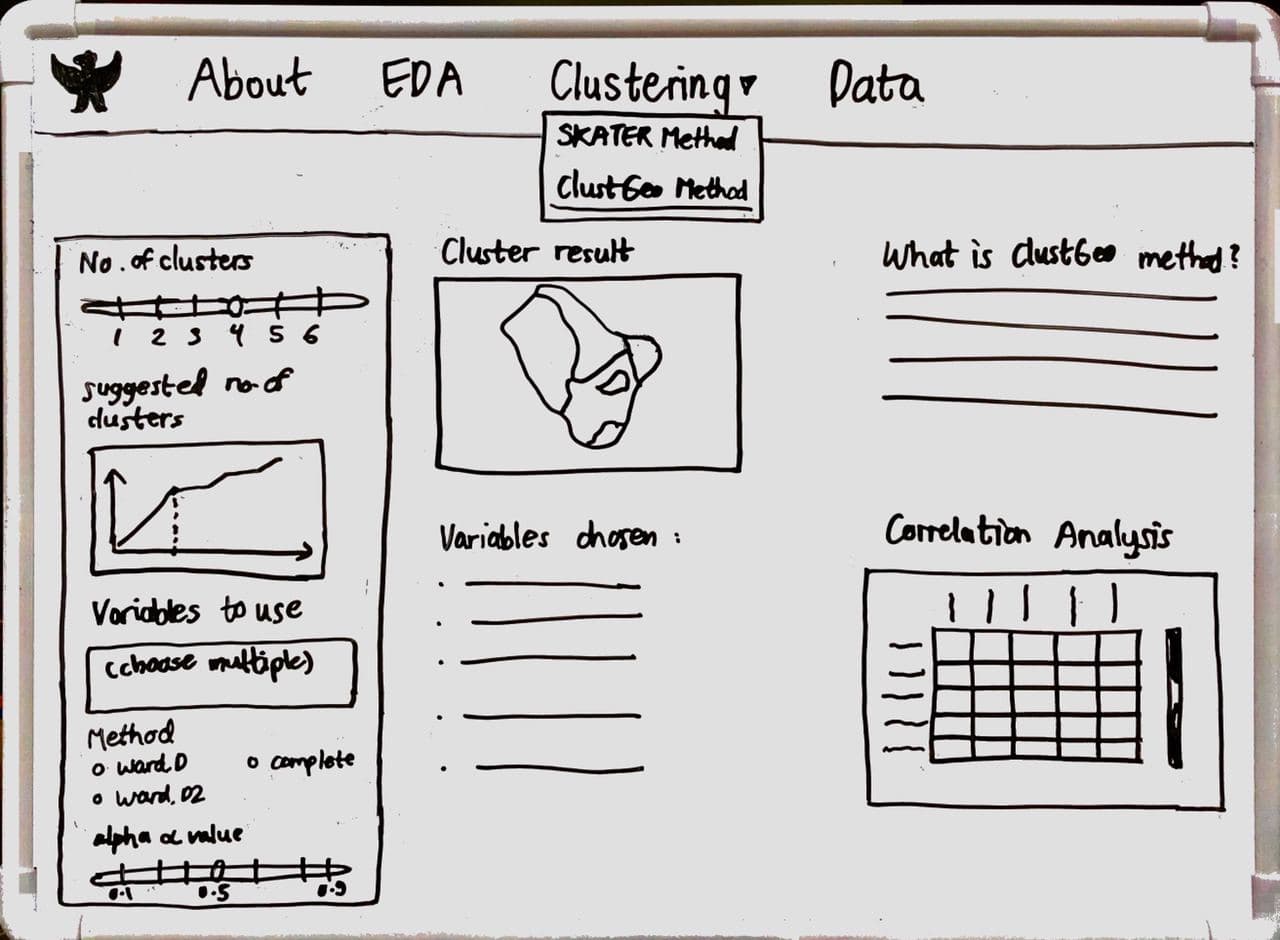 About EDA Clustering Data
SKATER Method
ClustGeo Method
No. of clusters
1 2 3 4 5 6
suggested no of
clusters
Variables to use
(choose multiple)
Method
o ward.D o complete
o ward.D2
alpha α value
0.1 0.5 0.9
Cluster result
Variables chosen :
What is ClustGeo method?
Correlation Analysis